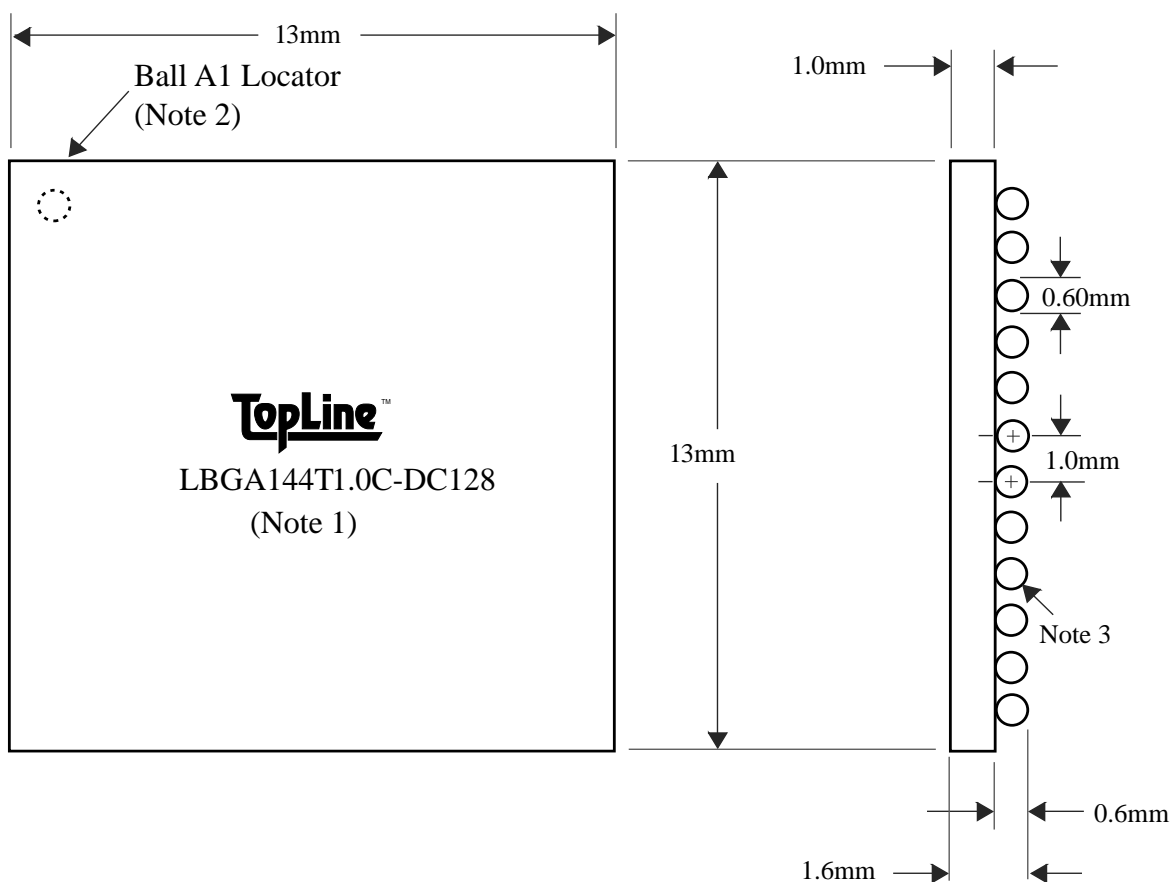 13mm
Ball A1 Locator
(Note 2)
1.0mm
0.60mm
TopLine™
LBGA144T1.0C-DC128
(Note 1)
13mm
1.0mm
Note 3
0.6mm
1.6mm